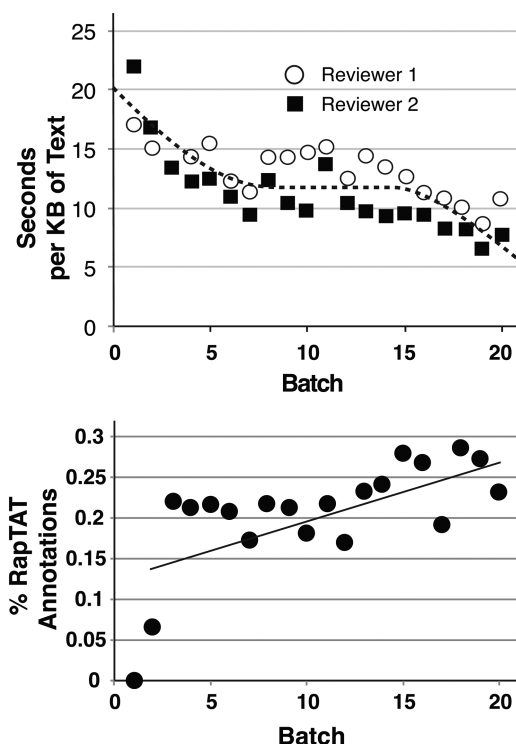 25
20
15
10
5
0
Seconds
per KB of Text
Reviewer 1
Reviewer 2
0 5 10 15 20
Batch
0.3
0.25
0.2
0.15
0.1
0.05
0
% RapTAT
Annotations
0 5 10 15 20
Batch